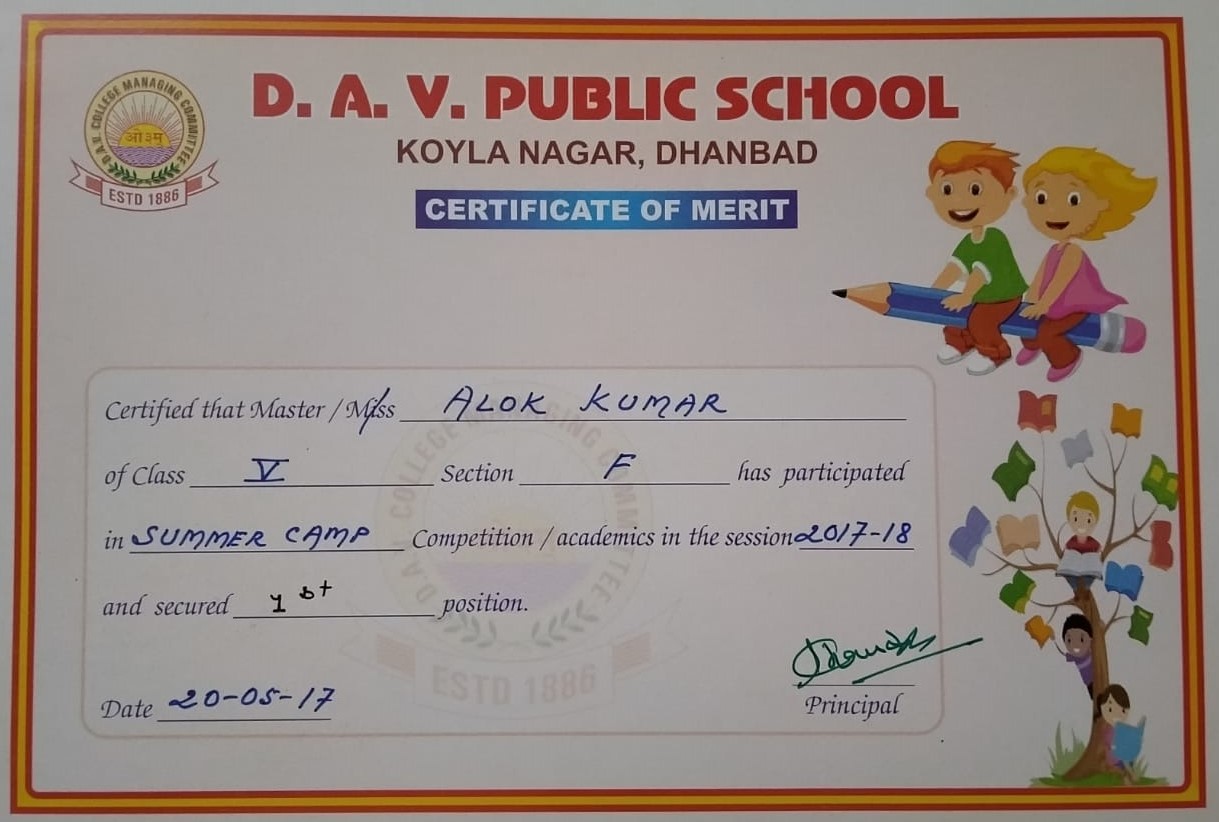 D.A.V. COLLEGE MANAGING COMMITTEE
ओ३म्
ESTD 1886
D. A. V. PUBLIC SCHOOL
KOYLA NAGAR, DHANBAD
CERTIFICATE OF MERIT
Certified that Master / Miss ALOK KUMAR
of Class V Section F has participated
in SUMMER CAMP Competition / academics in the session 2017-18
and secured 1st position.
Date 20-05-17
Principal
D.A.V. COLLEGE MANAGING COMMITTEE
ESTD 1886